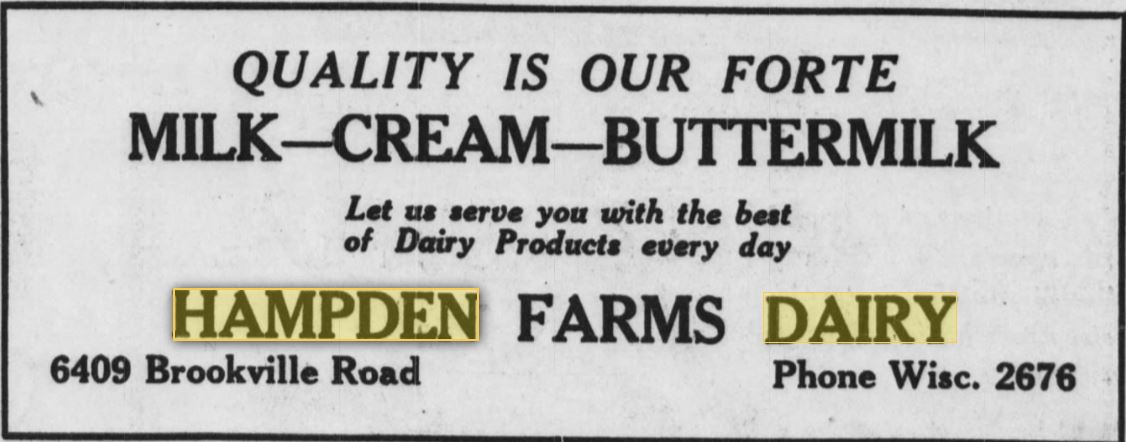 QUALITY IS OUR FORTE
MILK—CREAM—BUTTERMILK
Let us serve you with the best
of Dairy Products every day
HAMPDEN FARMS DAIRY
6409 Brookville Road Phone Wisc. 2676